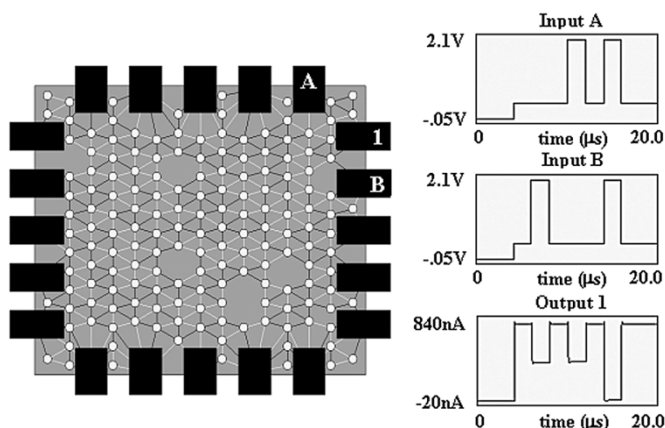 A
1
B
Input A
2.1V
-.05V
0 time (μs) 20.0
Input B
2.1V
-.05V
0 time (μs) 20.0
Output 1
840nA
-20nA
0 time (μs) 20.0